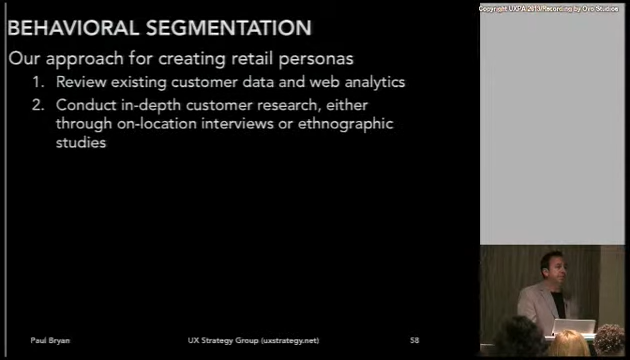 Copyright UXPA 2013/Recording by Ovo Studios
BEHAVIORAL SEGMENTATION
Our approach for creating retail personas
1. Review existing customer data and web analytics
2. Conduct in-depth customer research, either
through on-location interviews or ethnographic
studies
Paul Bryan
UX Strategy Group (uxstrategy.net)
58